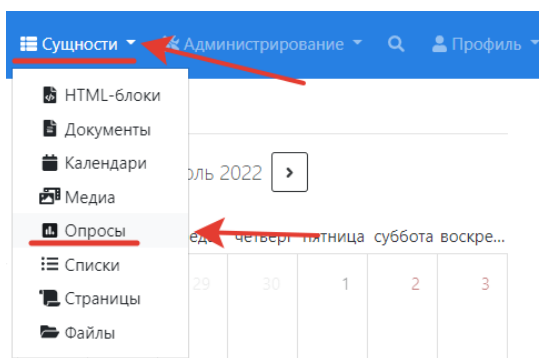 Сущности Администрирование Профиль
HTML-блоки
Документы
Календари
2022
Медиа
Опросы
четверг пятница суббота воскре...
Списки
29 30 1 2 3
Страницы
Файлы